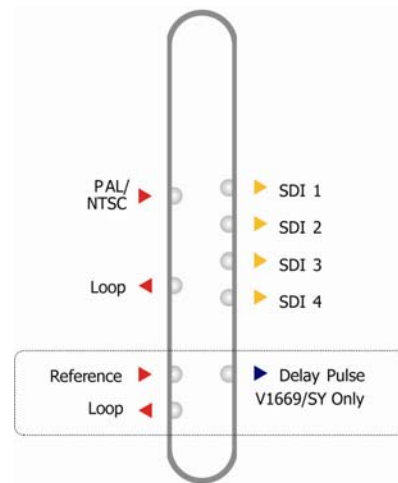 PAL/
NTSC
Loop
SDI 1
SDI 2
SDI 3
SDI 4
Reference
Loop
Delay Pulse
V1669/SY Only